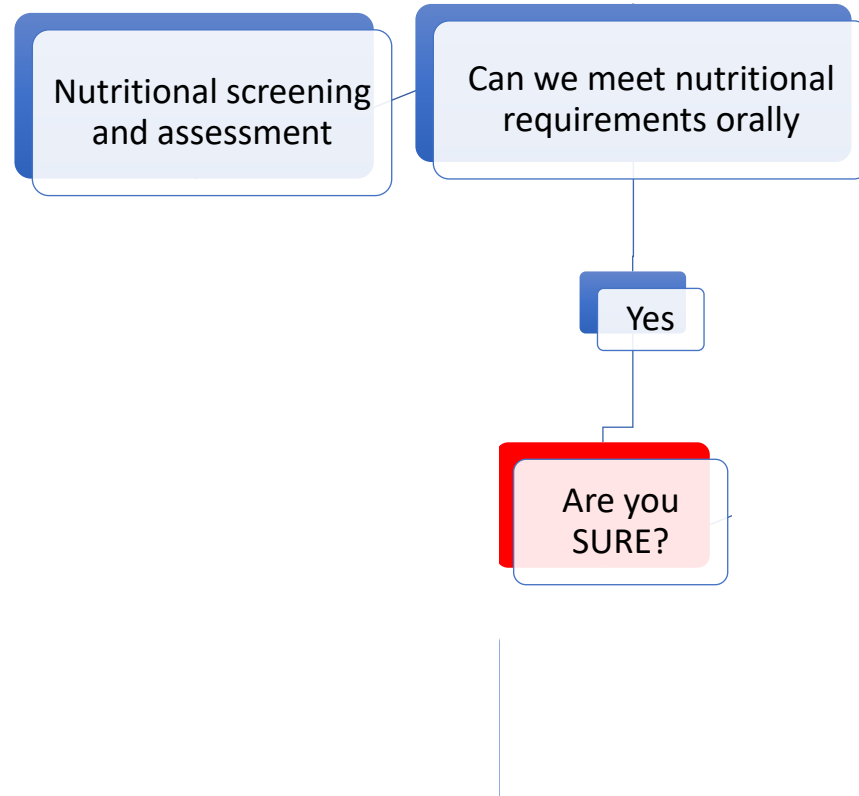 Nutritional screening
and assessment
Can we meet nutritional
requirements orally
Yes
Are you
SURE?